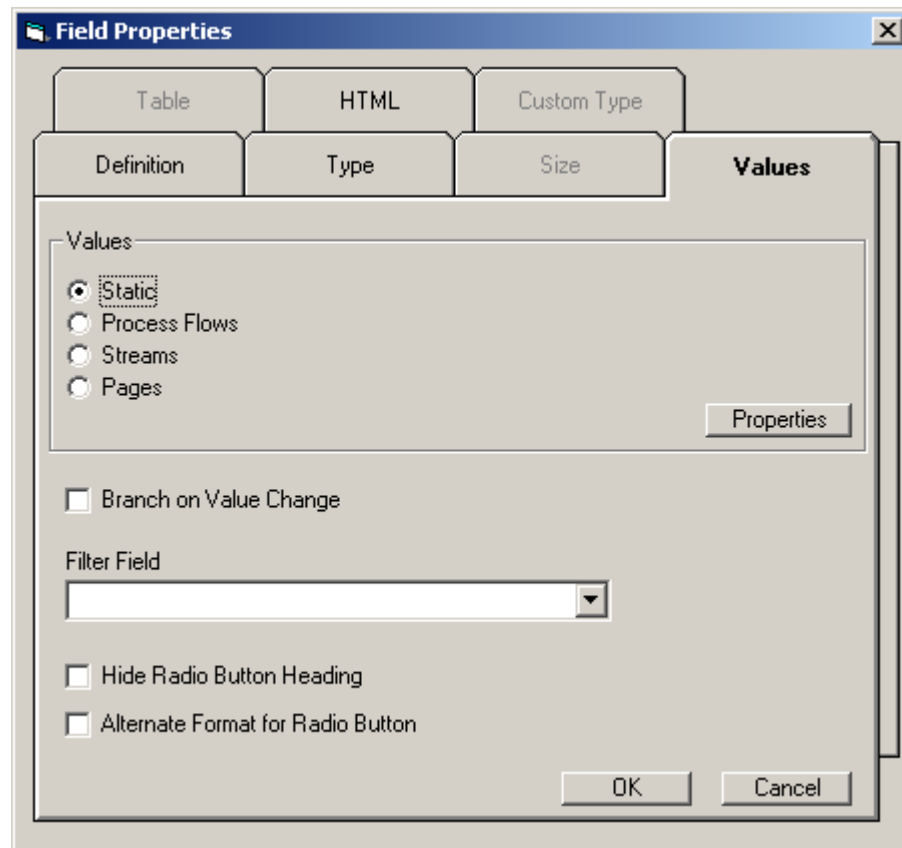 Field Properties
Table HTML Custom Type
Definition Type Size Values
Values
Static
Process Flows
Streams
Pages
Properties
Branch on Value Change
Filter Field
Hide Radio Button Heading
Alternate Format for Radio Button
OK Cancel